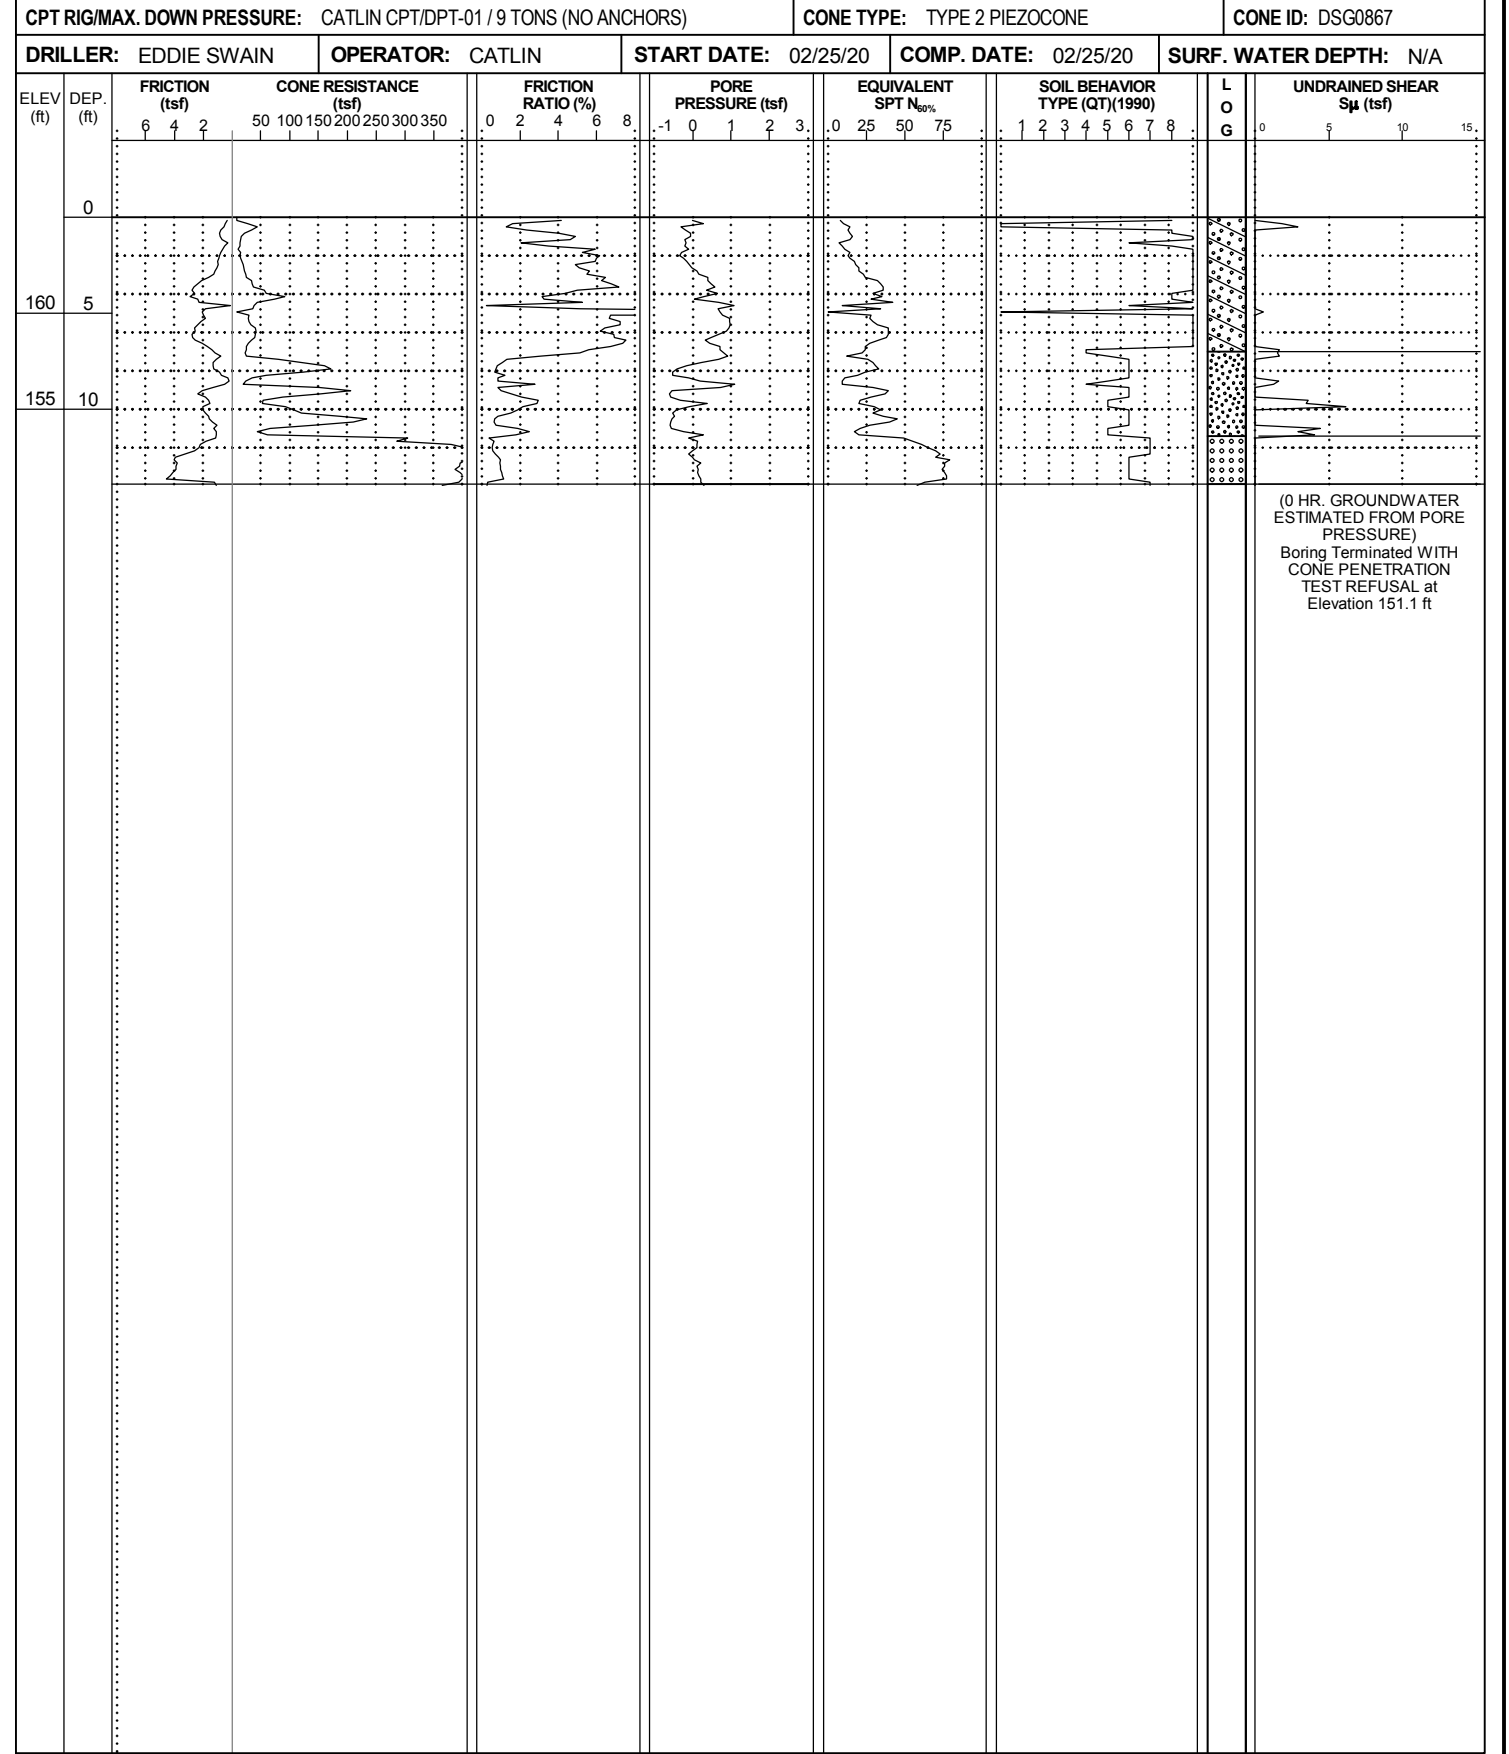 CPT RIG/MAX. DOWN PRESSURE: CATLIN CPT/DPT-01 / 9 TONS (NO ANCHORS) CONE TYPE: TYPE 2 PIEZOCONE CONE ID: DSG0867
DRILLER: EDDIE SWAIN OPERATOR: CATLIN START DATE: 02/25/20 COMP. DATE: 02/25/20 SURF. WATER DEPTH: N/A
ELEV (ft)
DEP. (ft)
FRICTION (tsf)
6 4 2
CONE RESISTANCE (tsf)
50 100 150 200 250 300 350
FRICTION RATIO (%)
0 2 4 6 8
PORE PRESSURE (tsf)
-1 0 1 2 3
EQUIVALENT SPT N60%
0 25 50 75
SOIL BEHAVIOR TYPE (QT)(1990)
1 2 3 4 5 6 7 8
L
O
G
UNDRAINED SHEAR
Sμ (tsf)
0 5 10 15
0
160 5
155 10
(0 HR. GROUNDWATER
ESTIMATED FROM PORE
PRESSURE)
Boring Terminated WITH
CONE PENETRATION
TEST REFUSAL at
Elevation 151.1 ft